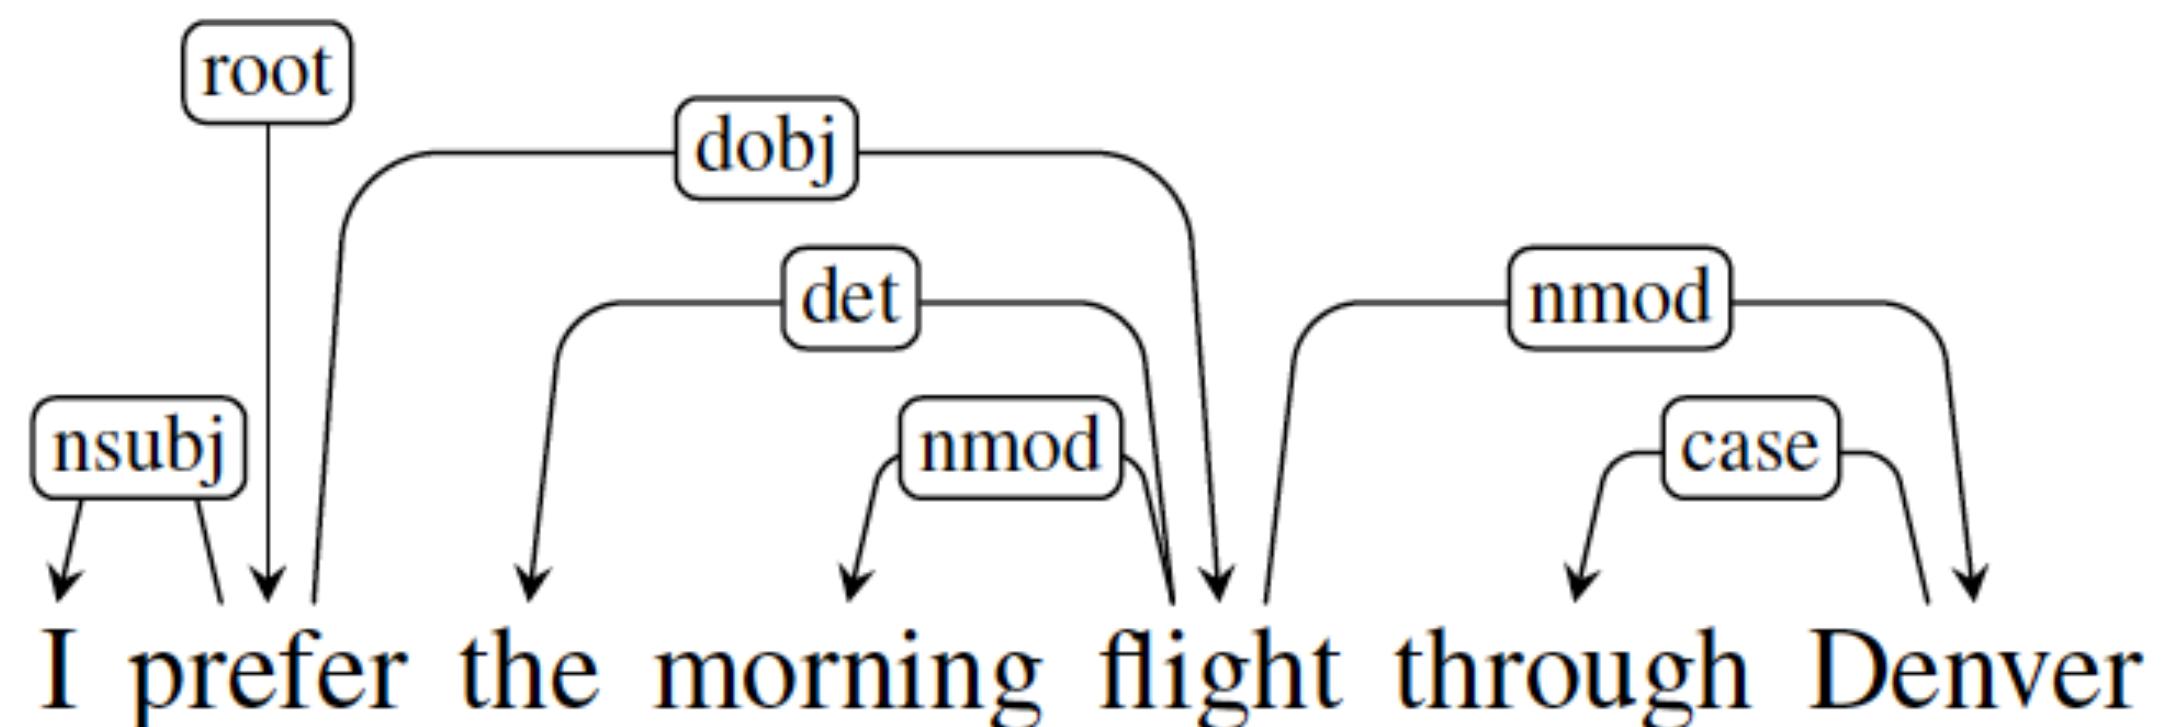 root
dobj
det nmod
nsubj nmod case
I prefer the morning flight through Denver